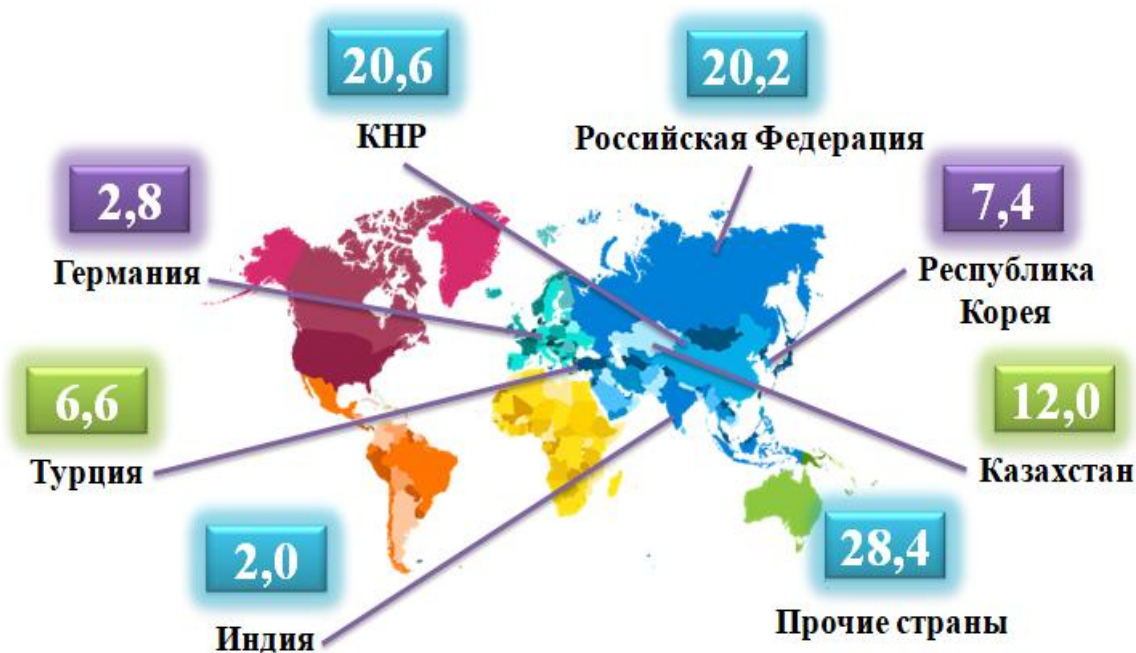 20,6
КНР
20,2
Российская Федерация
2,8
Германия
7,4
Республика
Корея
6,6
Турция
12,0
Казахстан
2,0
Индия
28,4
Прочие страны